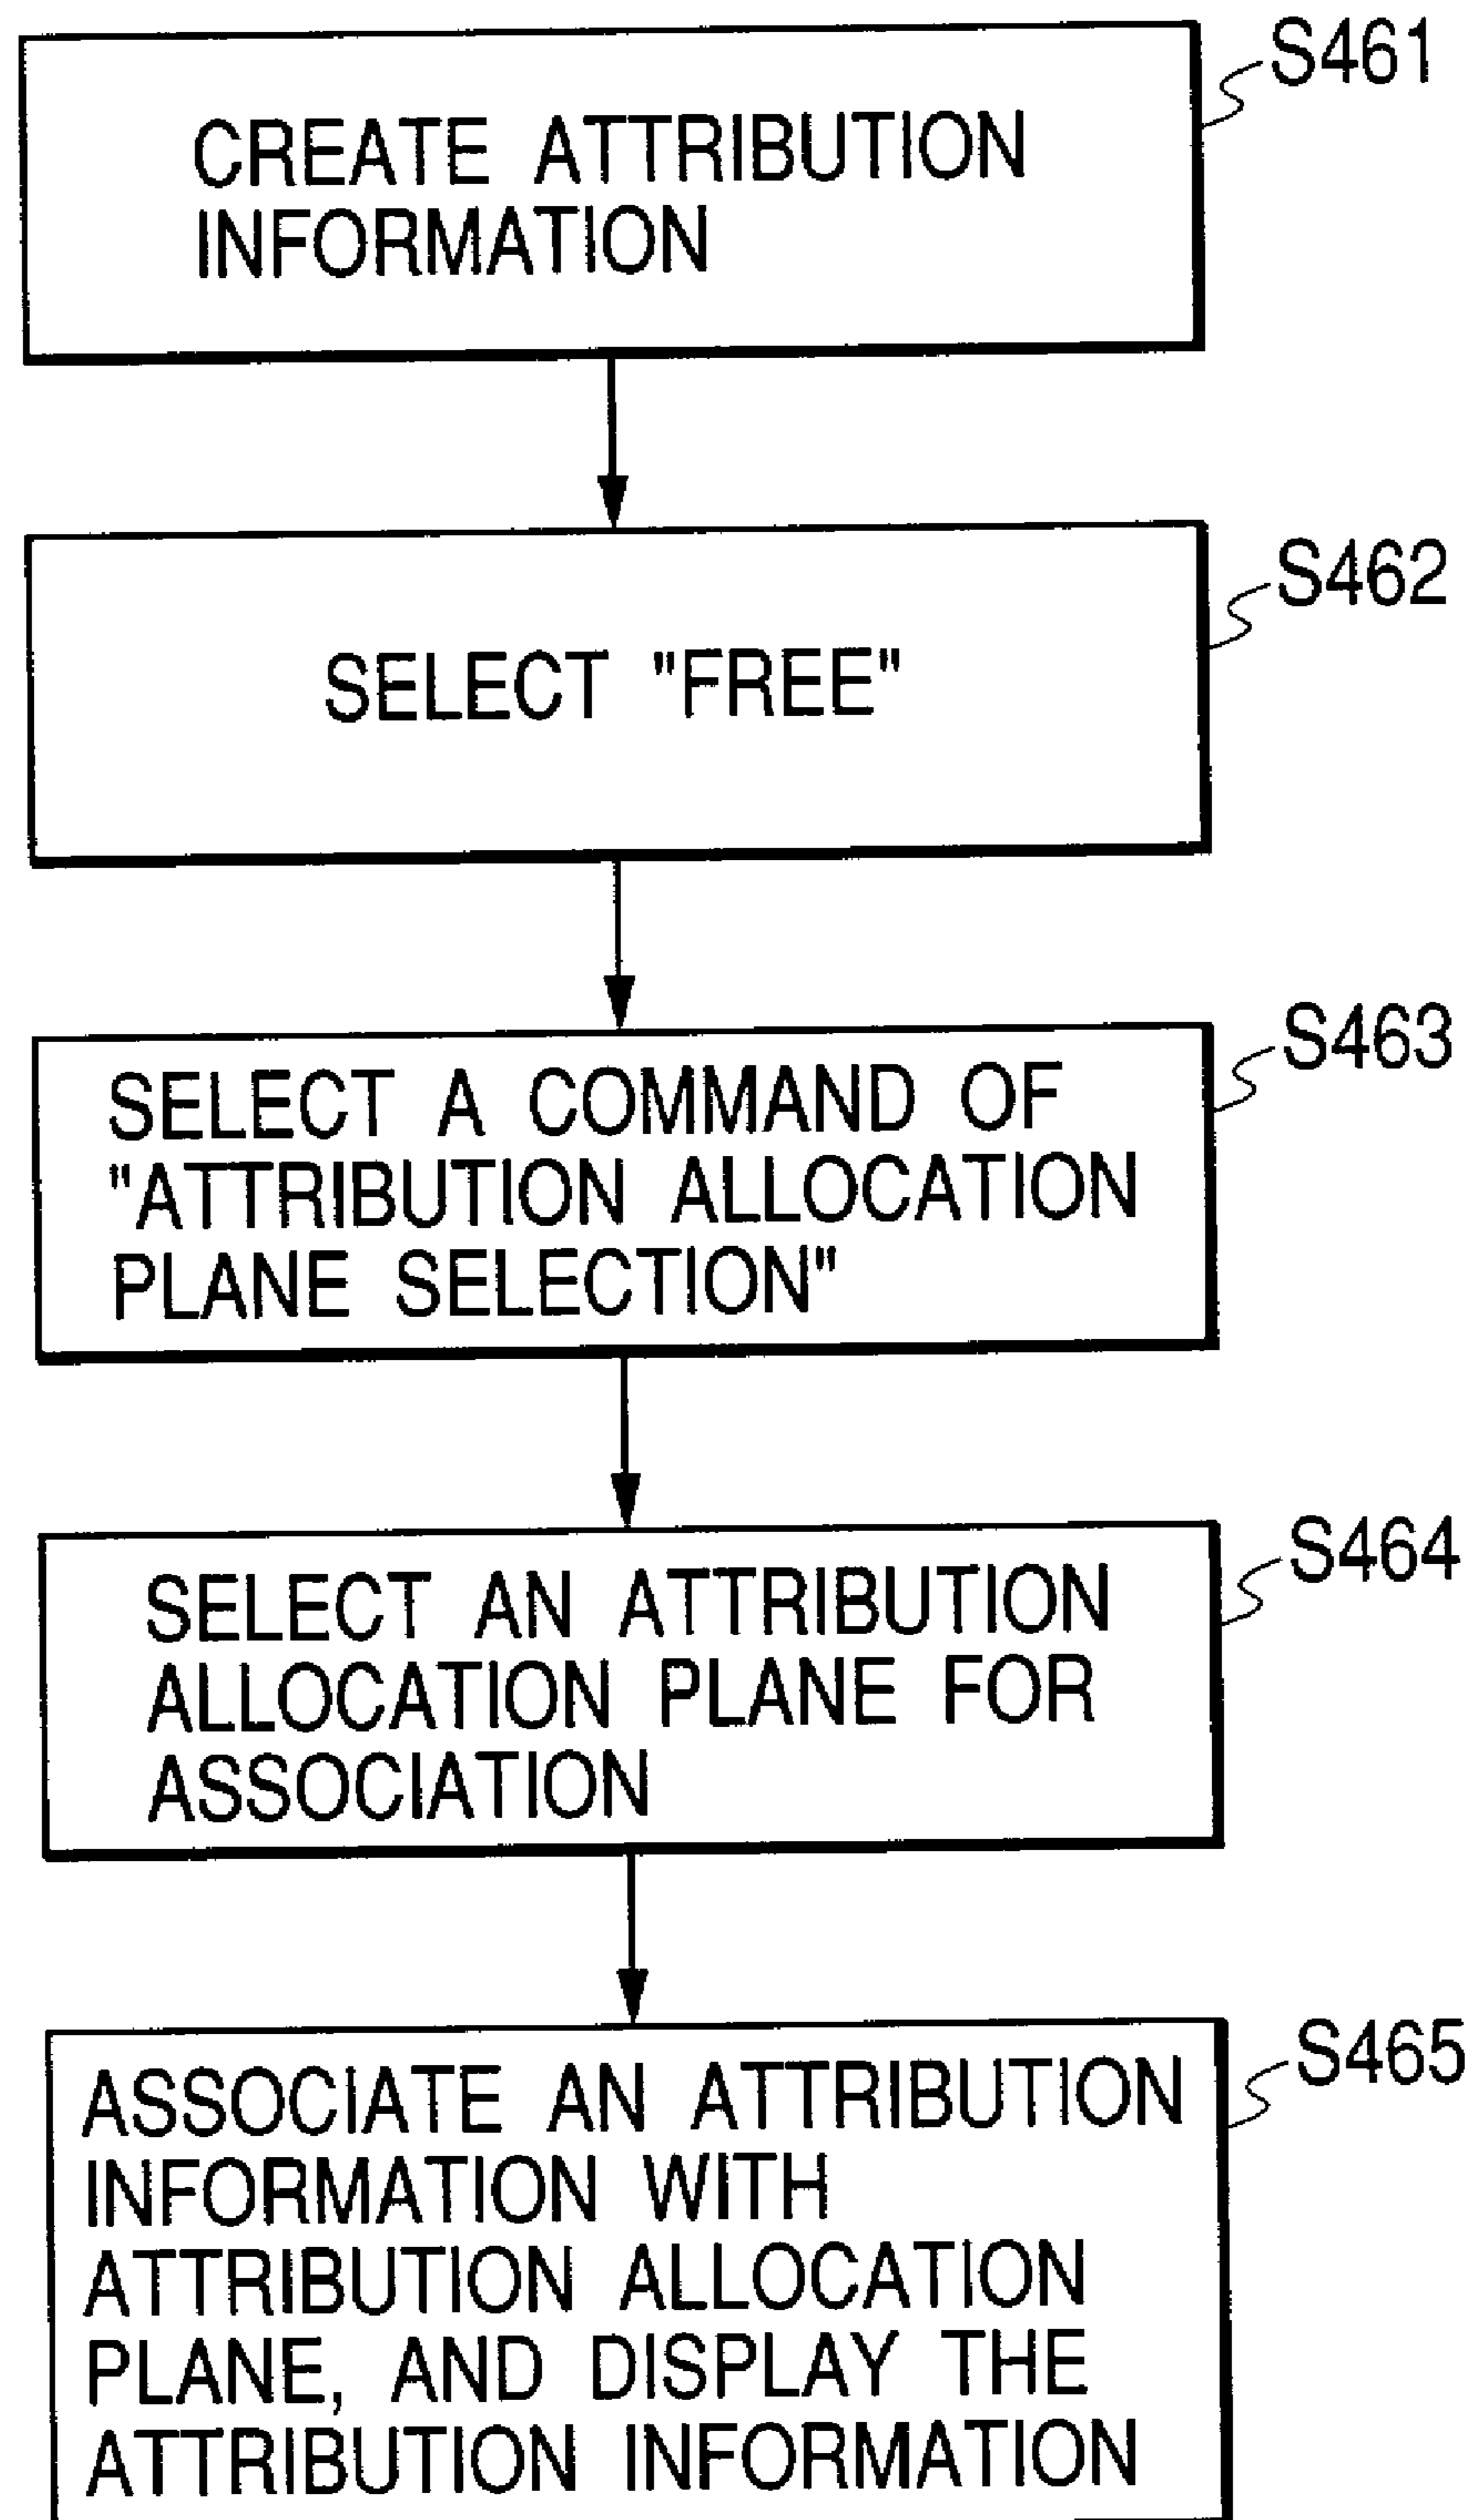 S461
CREATE ATTRIBUTION
INFORMATION
S462
SELECT "FREE"
S463
SELECT A COMMAND OF
"ATTRIBUTION ALLOCATION
PLANE SELECTION"
S464
SELECT AN ATTRIBUTION
ALLOCATION PLANE FOR
ASSOCIATION
S465
ASSOCIATE AN ATTRIBUTION
INFORMATION WITH
ATTRIBUTION ALLOCATION
PLANE, AND DISPLAY THE
ATTRIBUTION INFORMATION